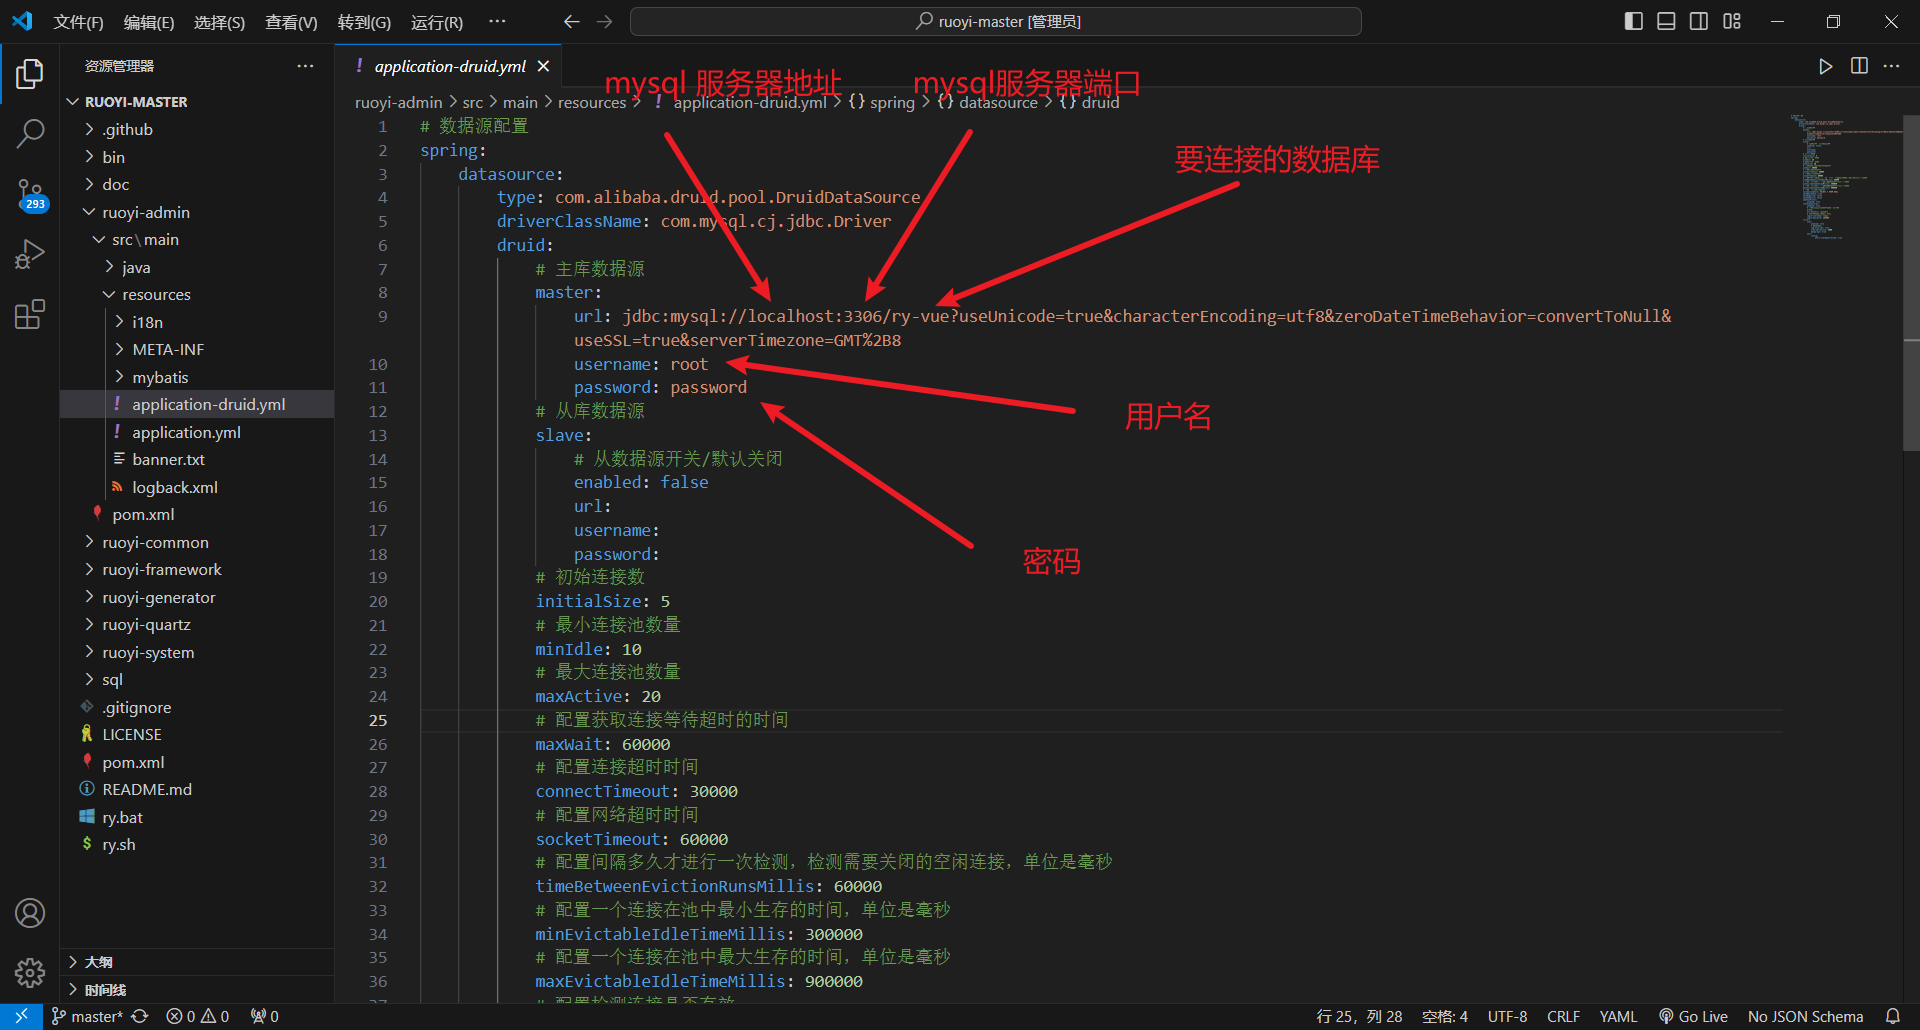 文件(F) 编辑(E) 选择(S) 查看(V) 转到(G) 运行(R) ··· ruoyi-master [管理员]
资源管理器 ···
! application-druid.yml
mysql 服务器地址 mysql服务器端口
RUOYI-MASTER
ruoyi-admin > src > main > resources > ! application-druid.yml > {} spring > {} datasource > {} druid
要连接的数据库
用户名
密码
.github
bin
doc
293
ruoyi-admin
src\main
java
resources
i18n
META-INF
mybatis
! application-druid.yml
! application.yml
banner.txt
logback.xml
pom.xml
ruoyi-common
ruoyi-framework
ruoyi-generator
ruoyi-quartz
ruoyi-system
sql
.gitignore
LICENSE
pom.xml
README.md
ry.bat
$ ry.sh
大纲
时间线
1 # 数据源配置
2 spring:
3 datasource:
4 type: com.alibaba.druid.pool.DruidDataSource
5 driverClassName: com.mysql.cj.jdbc.Driver
6 druid:
7 # 主库数据源
8 master:
9 url: jdbc:mysql://localhost:3306/ry-vue?useUnicode=true&characterEncoding=utf8&zeroDateTimeBehavior=convertToNull&
useSSL=true&serverTimezone=GMT%2B8
10 username: root
11 password: password
12 # 从库数据源
13 slave:
14 # 从数据源开关/默认关闭
15 enabled: false
16 url:
17 username:
18 password:
19 # 初始连接数
20 initialSize: 5
21 # 最小连接池数量
22 minIdle: 10
23 # 最大连接池数量
24 maxActive: 20
25 # 配置获取连接等待超时的时间
26 maxWait: 60000
27 # 配置连接超时时间
28 connectTimeout: 30000
29 # 配置网络超时时间
30 socketTimeout: 60000
31 # 配置间隔多久才进行一次检测，检测需要关闭的空闲连接，单位是毫秒
32 timeBetweenEvictionRunsMillis: 60000
33 # 配置一个连接在池中最小生存的时间，单位是毫秒
34 minEvictableIdleTimeMillis: 300000
35 # 配置一个连接在池中最大生存的时间，单位是毫秒
36 maxEvictableIdleTimeMillis: 900000
37 # 配置检测连接是否有效
master* 0 0 0 行 25，列 28 空格: 4 UTF-8 CRLF YAML Go Live No JSON Schema